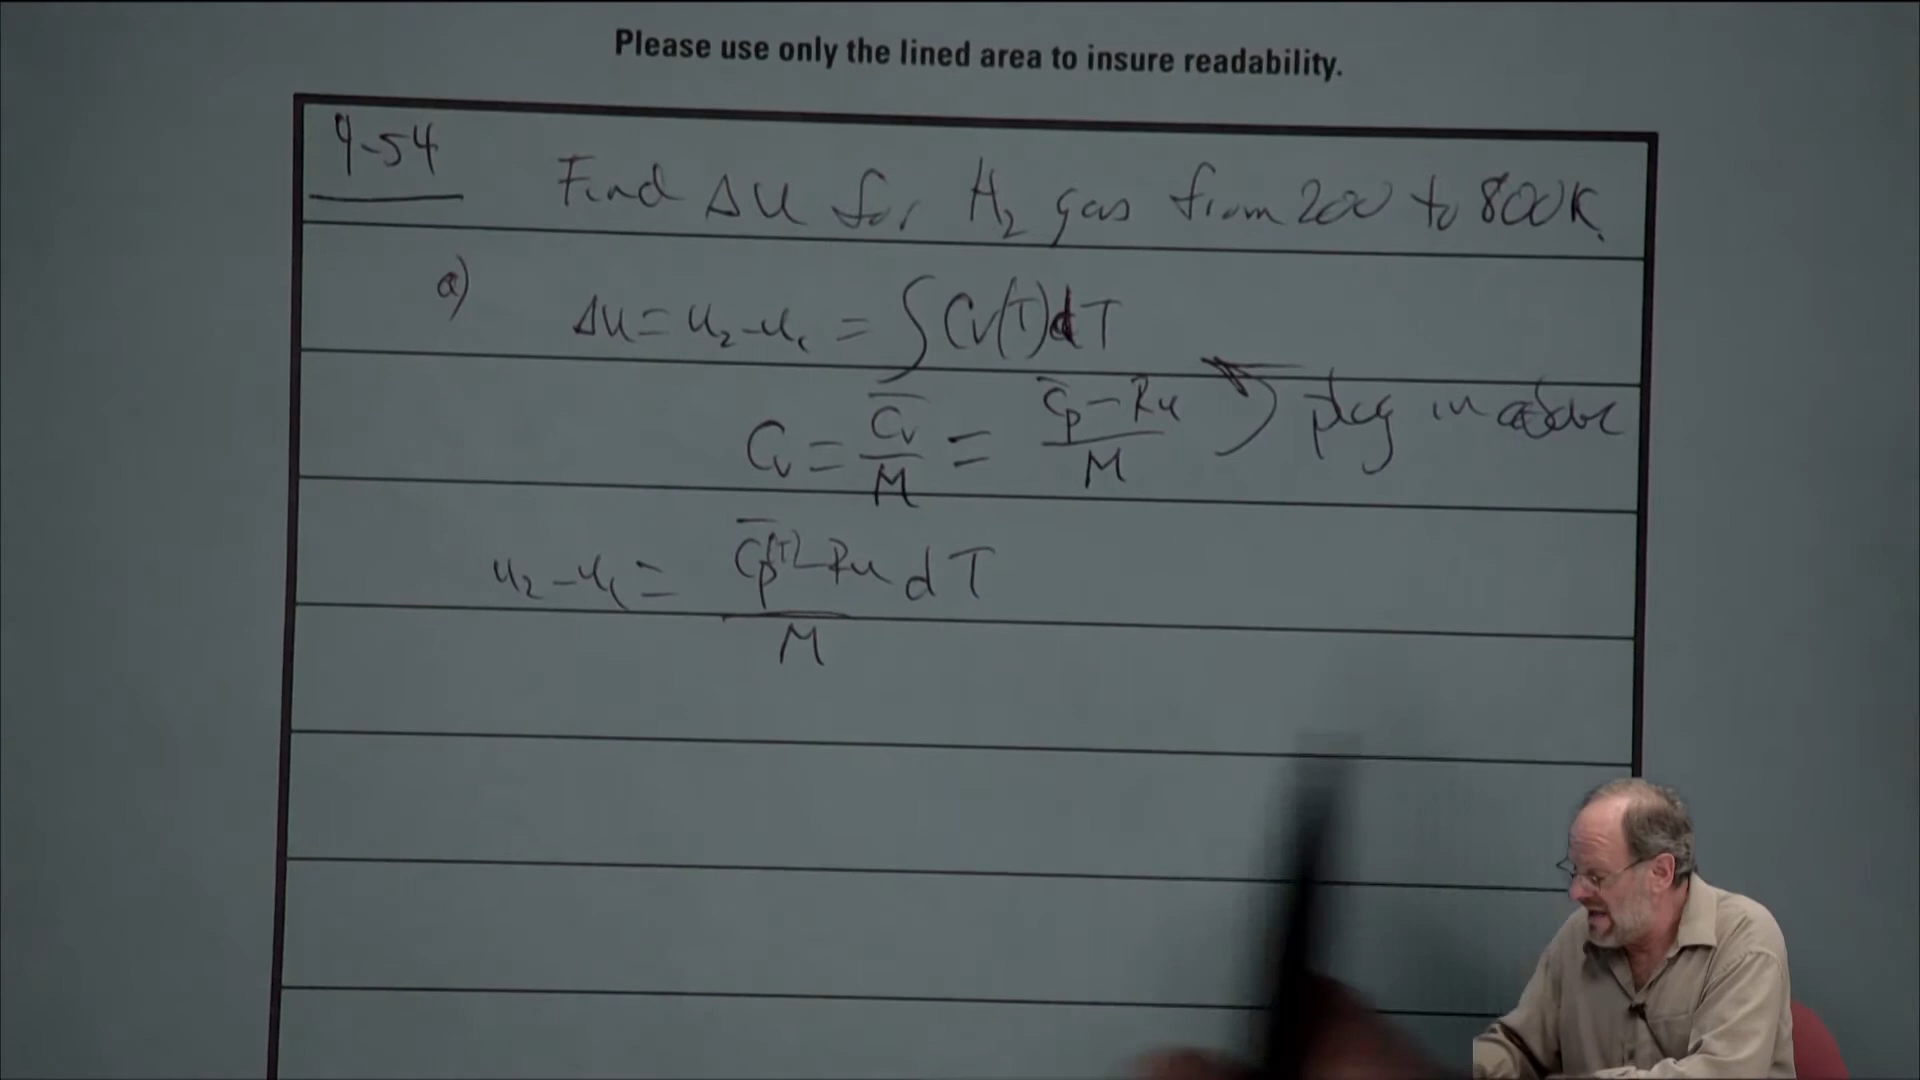 Please use only the lined area to insure readability.
4-54 Find ΔU for H₂ gas from 200 to 800K.
a) Δu = u₂-u₁ = ∫Cv(T)dT
Cv = C̅v/M = (C̅p-Ru)/M plug in above
u₂-u₁ = (C̅p(T)-Ru)/M dT